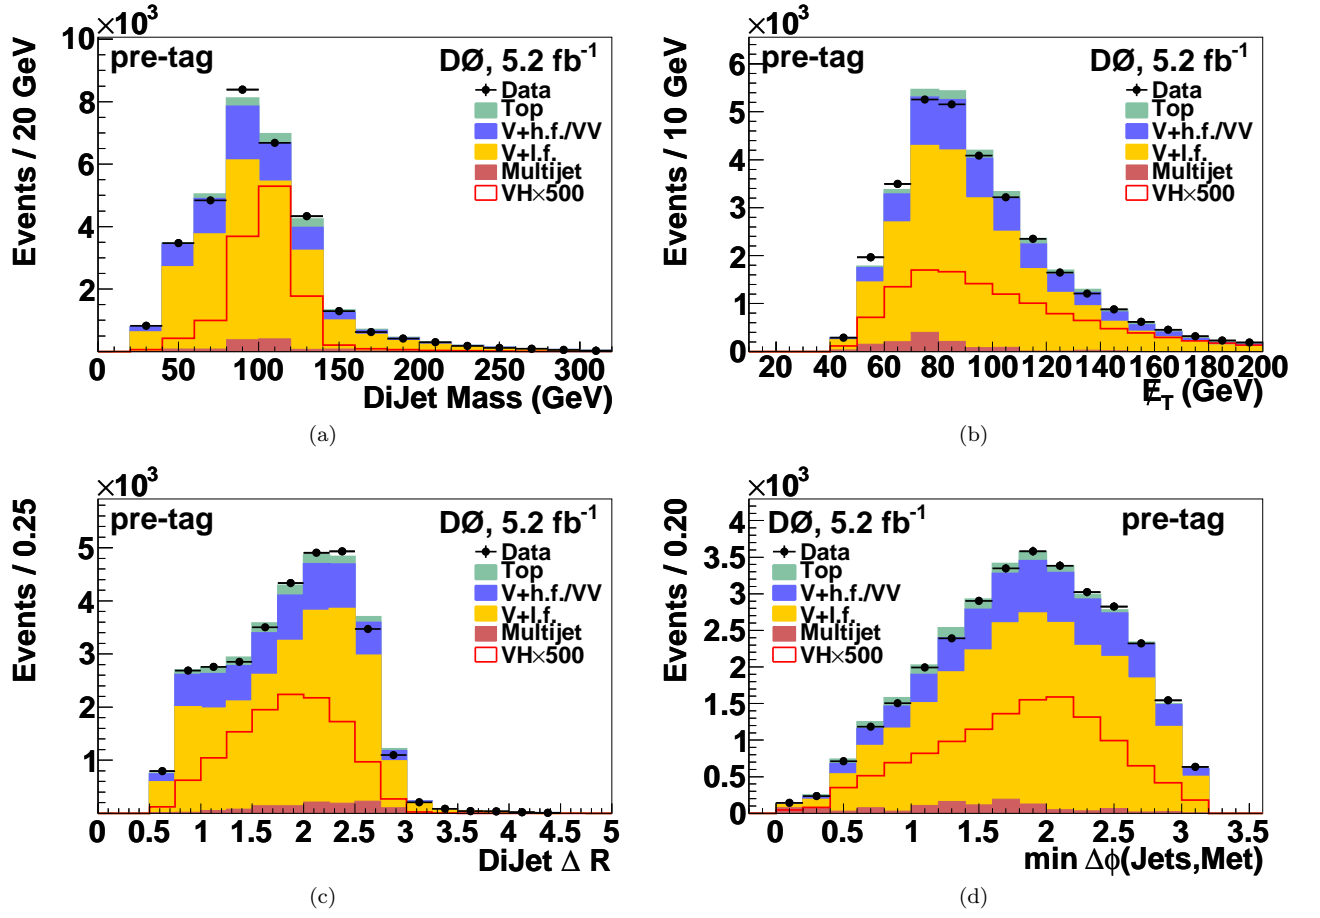 ×10³
Events / 20 GeV
pre-tag
DØ, 5.2 fb⁻¹
Data
Top
V+h.f./VV
V+l.f.
Multijet
VH×500
10
8
6
4
2
0 50 100 150 200 250 300
DiJet Mass (GeV)
(a)
×10³
Events / 10 GeV
pre-tag
DØ, 5.2 fb⁻¹
Data
Top
V+h.f./VV
V+l.f.
Multijet
VH×500
6
5
4
3
2
1
0
20 40 60 80 100 120 140 160 180 200
E̸_T (GeV)
(b)
×10³
Events / 0.25
pre-tag
DØ, 5.2 fb⁻¹
Data
Top
V+h.f./VV
V+l.f.
Multijet
VH×500
5
4
3
2
1
0 0.5 1 1.5 2 2.5 3 3.5 4 4.5 5
DiJet Δ R
(c)
×10³
Events / 0.20
DØ, 5.2 fb⁻¹
pre-tag
Data
Top
V+h.f./VV
V+l.f.
Multijet
VH×500
4
3.5
3
2.5
2
1.5
1
0.5
0
0 0.5 1 1.5 2 2.5 3 3.5
min Δϕ(Jets,Met)
(d)